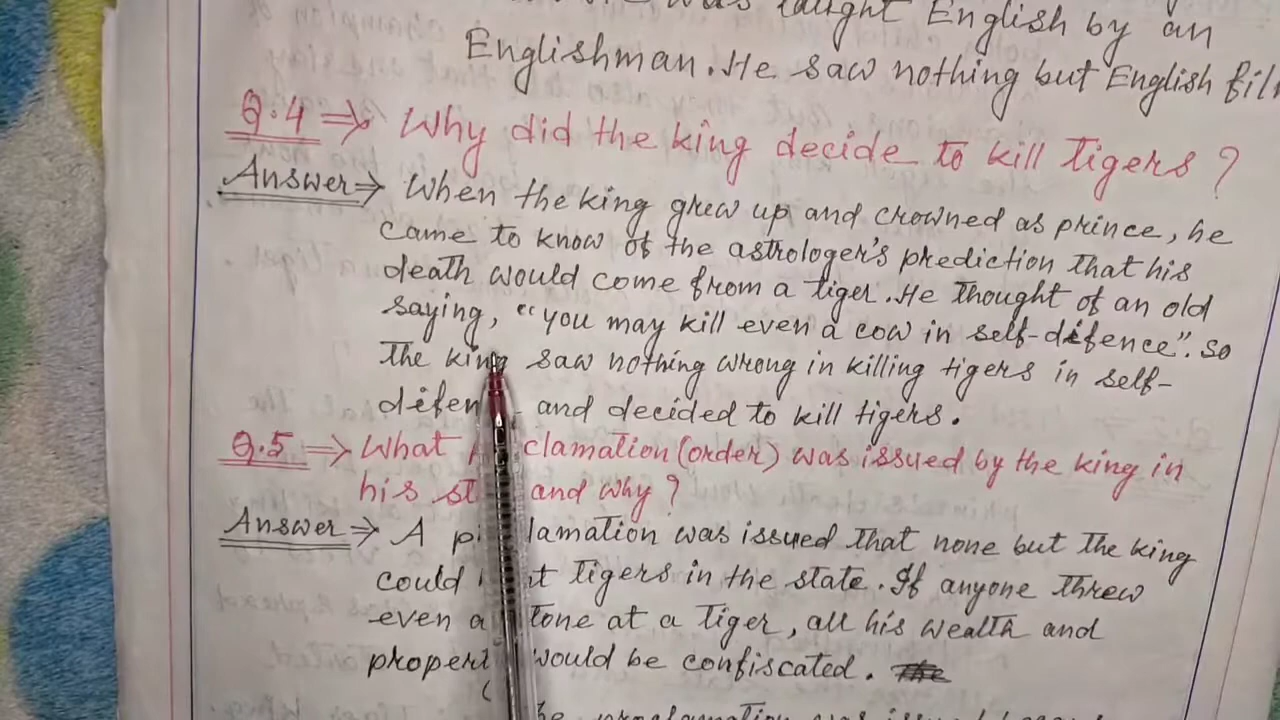 was taught English by an
Englishman. He saw nothing but English
Q.4 ⇒ Why did the king decide to kill tigers ?
Answer ⇒ When the king grew up and crowned as prince, he
came to know of the astrologer's prediction that his
death would come from a tiger. He thought of an old
saying, "you may kill even a cow in self-defence". so
the king saw nothing wrong in killing tigers in self-
and decided to kill tigers.
Q.5 ⇒ What clamation (order) was issued by the king in
his and why ?
Answer ⇒ A lamation was issued that none but the king
could tigers in the state. If anyone threw
even a tone at a tiger, all his wealth and
would be confiscated.